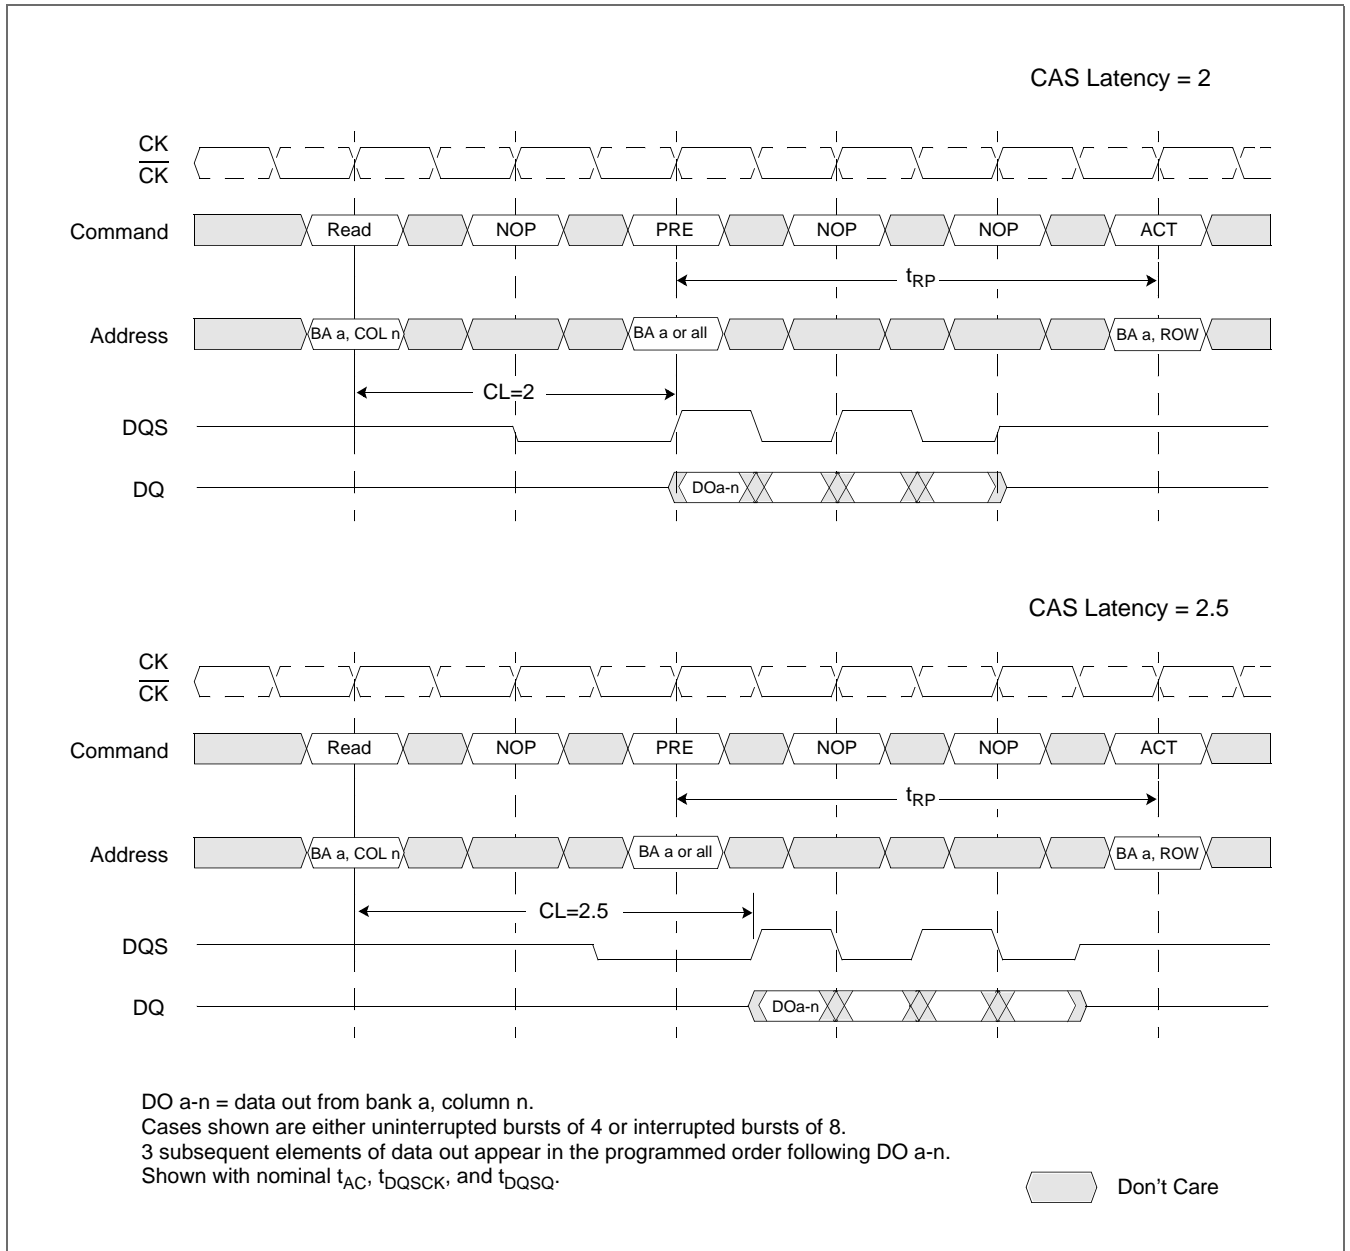 CAS Latency = 2
CK
CK
Command Read NOP PRE NOP NOP ACT
tRP
Address BA a, COL n BA a or all BA a, ROW
CL=2
DQS
DQ DOa-n
CAS Latency = 2.5
CK
CK
Command Read NOP PRE NOP NOP ACT
tRP
Address BA a, COL n BA a or all BA a, ROW
CL=2.5
DQS
DQ DOa-n
DO a-n = data out from bank a, column n.
Cases shown are either uninterrupted bursts of 4 or interrupted bursts of 8.
3 subsequent elements of data out appear in the programmed order following DO a-n.
Shown with nominal tAC, tDQSCK, and tDQSQ.
Don't Care